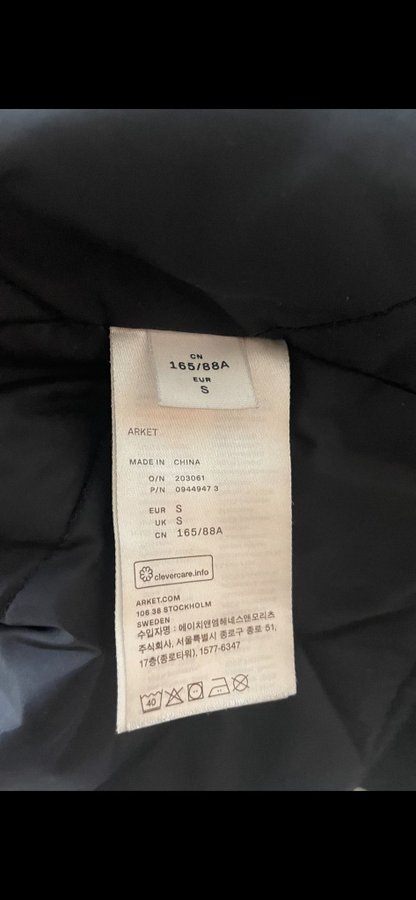 CN
165/88A
EUR
S
ARKET
MADE IN CHINA
O/N 203061
P/N 0944947 3
EUR S
UK S
CN 165/88A
clevercare.info
ARKET.COM
106 38 STOCKHOLM
SWEDEN
수입자명 : 에이치앤엠헤네스앤모리츠
주식회사, 서울특별시 종로구 종로 51,
17층(종로타워), 1577-6347
40